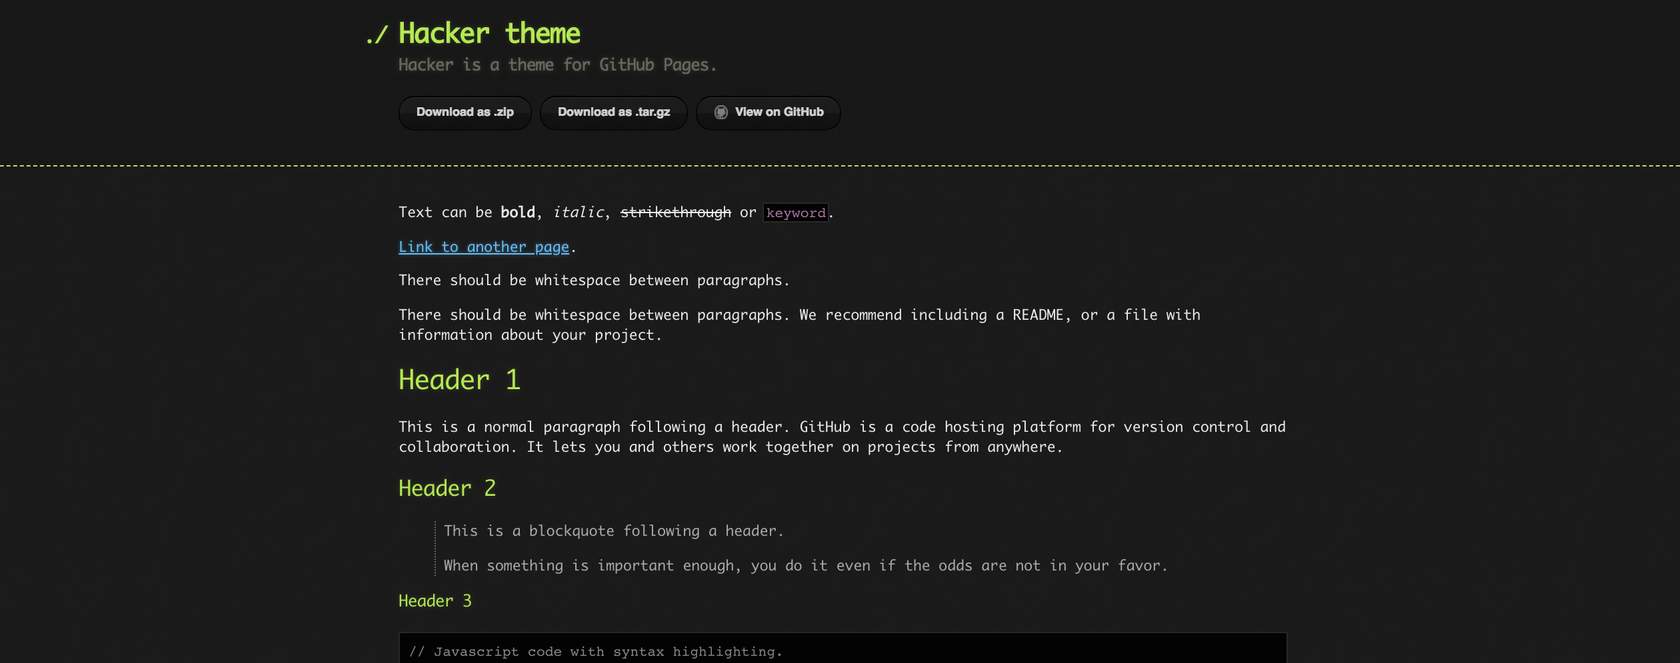 ./ Hacker theme
Hacker is a theme for GitHub Pages.
Download as .zip Download as .tar.gz View on GitHub
Text can be bold, italic, strikethrough or keyword.
Link to another page.
There should be whitespace between paragraphs.
There should be whitespace between paragraphs. We recommend including a README, or a file with
information about your project.
Header 1
This is a normal paragraph following a header. GitHub is a code hosting platform for version control and
collaboration. It lets you and others work together on projects from anywhere.
Header 2
This is a blockquote following a header.
When something is important enough, you do it even if the odds are not in your favor.
Header 3
// Javascript code with syntax highlighting.